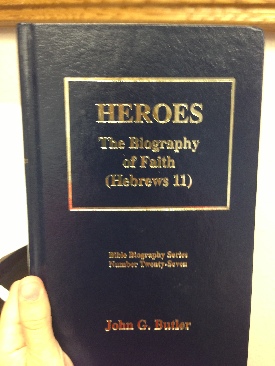 HEROES
The Biography
of Faith
(Hebrews 11)
Bible Biography Series
Number Twenty-Seven
John G. Butler